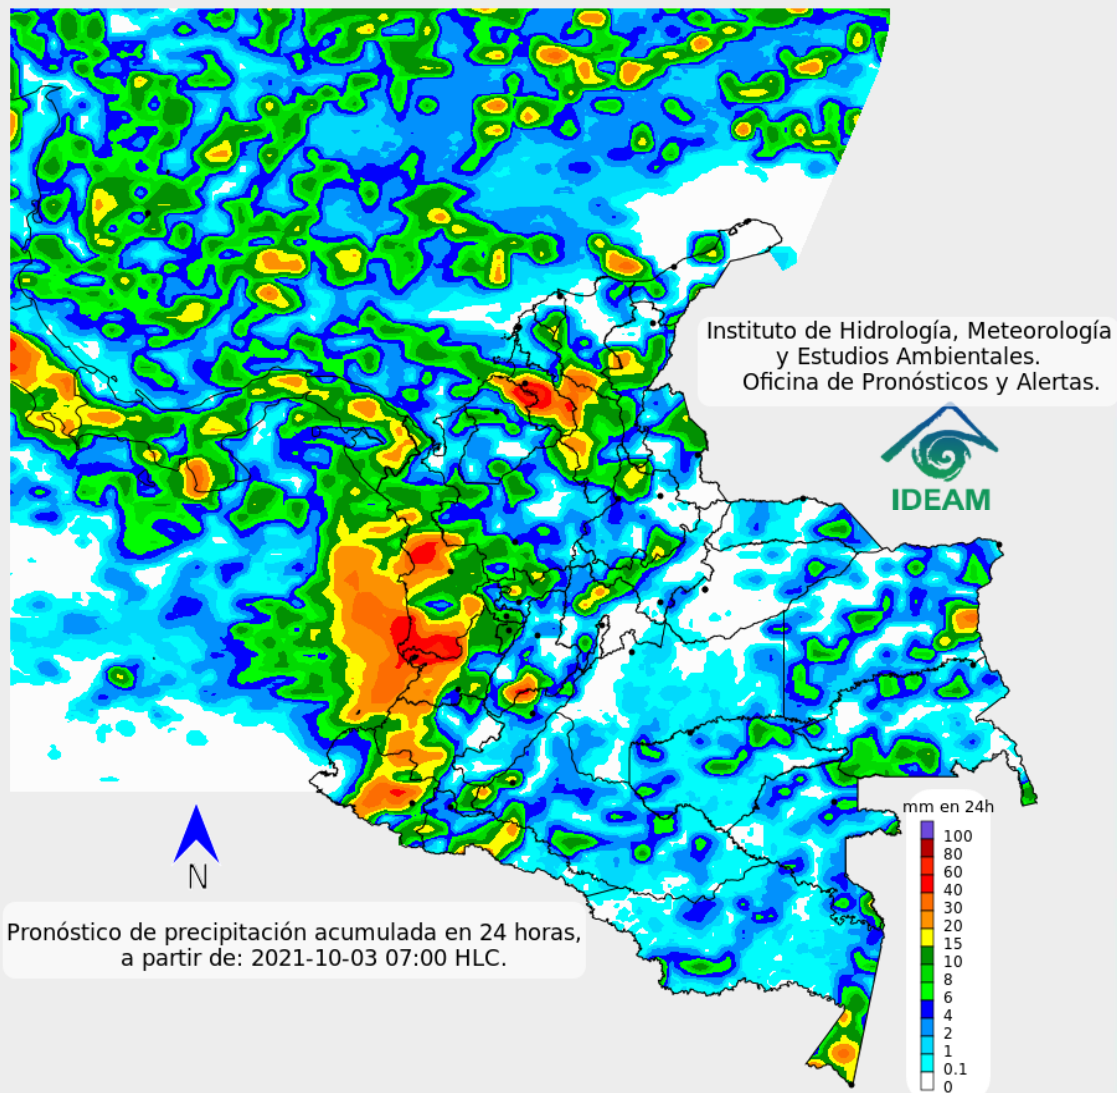 Instituto de Hidrología, Meteorología
y Estudios Ambientales.
Oficina de Pronósticos y Alertas.
IDEAM
mm en 24h
100
80
60
40
30
20
15
10
8
6
4
2
1
0.1
0
N
Pronóstico de precipitación acumulada en 24 horas,
a partir de: 2021-10-03 07:00 HLC.